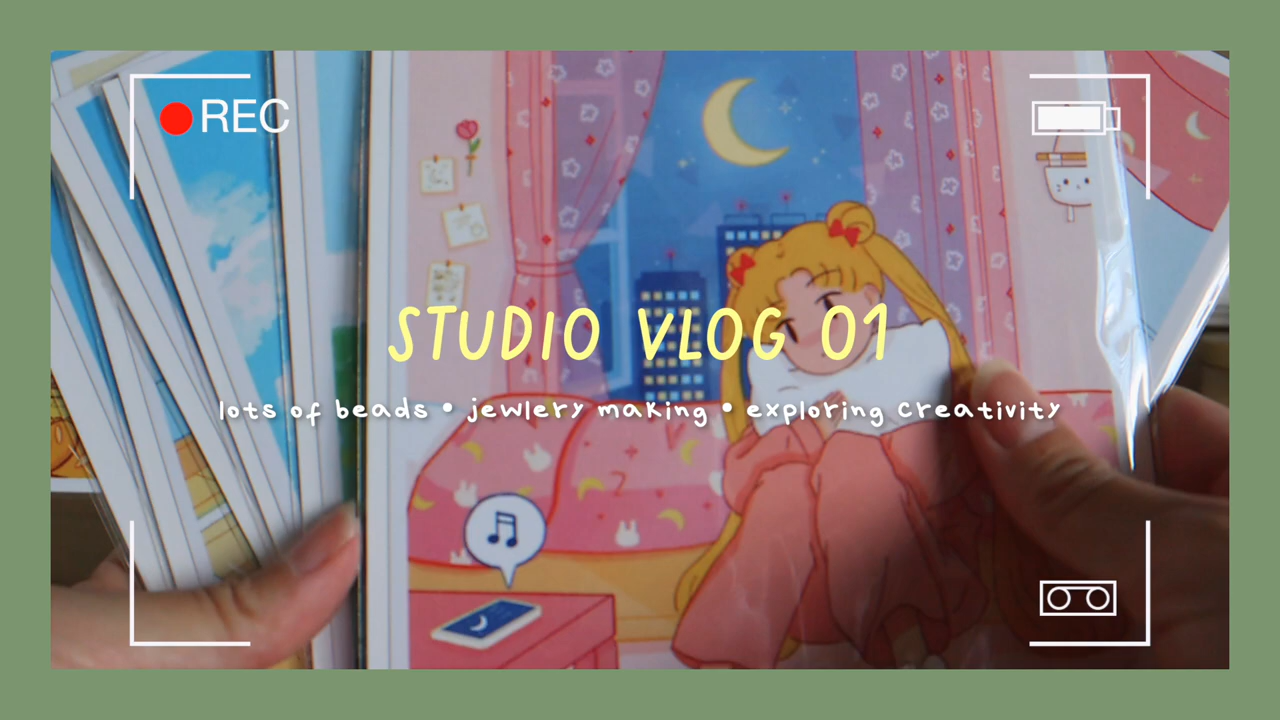 REC
STUDIO VLOG 01
lots of beads • jewlery making • exploring creativity